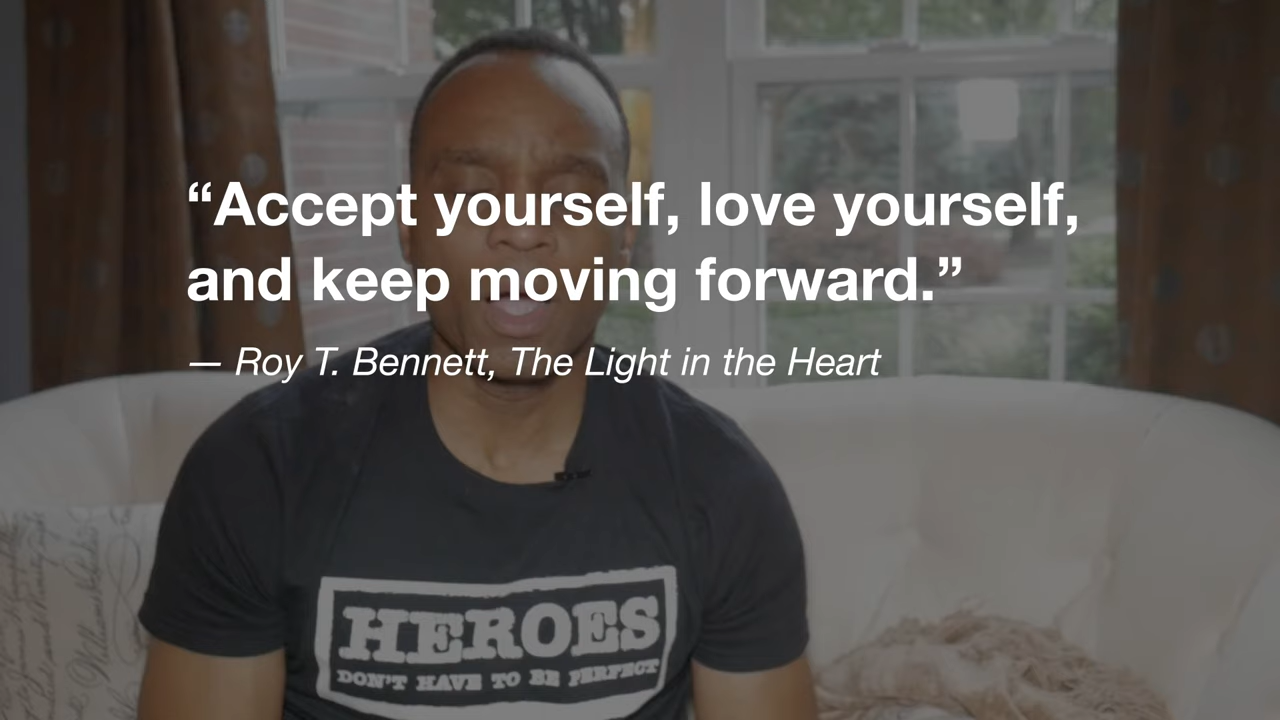 “Accept yourself, love yourself,
and keep moving forward.”
— Roy T. Bennett, The Light in the Heart
HEROES
DON'T HAVE TO BE PERFECT